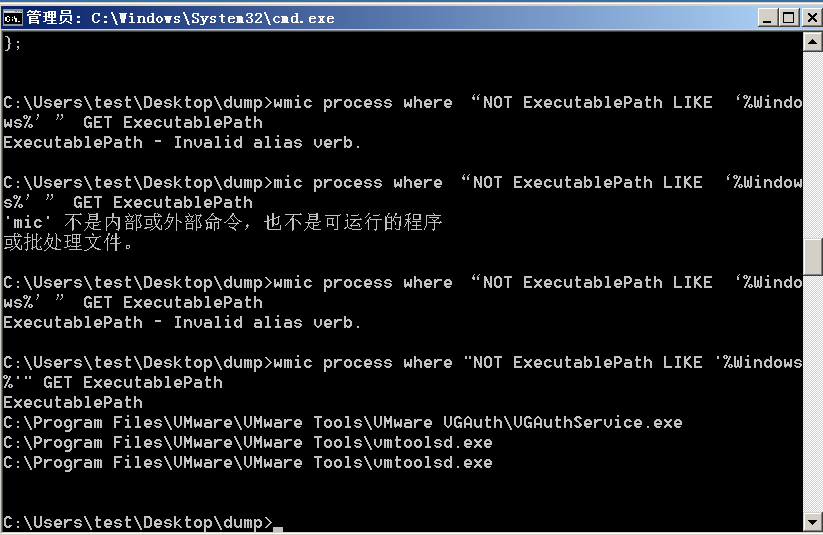 管理员: C:\Windows\System32\cmd.exe
};
C:\Users\test\Desktop\dump>wmic process where “NOT ExecutablePath LIKE ‘%Windo
ws%’ ” GET ExecutablePath
ExecutablePath - Invalid alias verb.
C:\Users\test\Desktop\dump>mic process where “NOT ExecutablePath LIKE ‘%Window
s%’ ” GET ExecutablePath
'mic' 不是内部或外部命令，也不是可运行的程序
或批处理文件。
C:\Users\test\Desktop\dump>wmic process where “NOT ExecutablePath LIKE ‘%Windo
ws%’ ” GET ExecutablePath
ExecutablePath - Invalid alias verb.
C:\Users\test\Desktop\dump>wmic process where "NOT ExecutablePath LIKE '%Windows
%'" GET ExecutablePath
ExecutablePath
C:\Program Files\VMware\VMware Tools\VMware VGAuth\VGAuthService.exe
C:\Program Files\VMware\VMware Tools\vmtoolsd.exe
C:\Program Files\VMware\VMware Tools\vmtoolsd.exe
C:\Users\test\Desktop\dump>